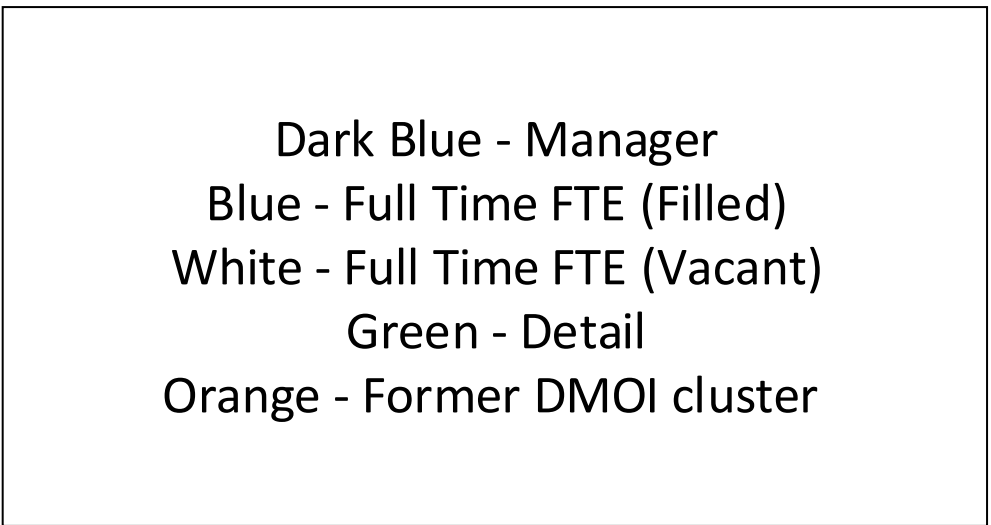 Dark Blue - Manager
Blue - Full Time FTE (Filled)
White - Full Time FTE (Vacant)
Green - Detail
Orange - Former DMOI cluster